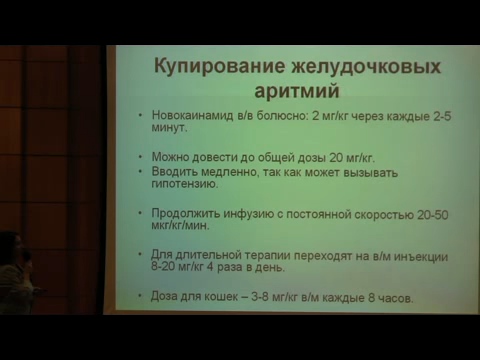 Купирование желудочковых
аритмий
• Новокаинамид в/в болюсно: 2 мг/кг через каждые 2-5
минут.
• Можно довести до общей дозы 20 мг/кг.
• Вводить медленно, так как может вызывать
гипотензию.
• Продолжить инфузию с постоянной скоростью 20-50
мкг/кг/мин.
• Для длительной терапии переходят на в/м инъекции
8-20 мг/кг 4 раза в день.
• Доза для кошек – 3-8 мг/кг в/м каждые 8 часов.